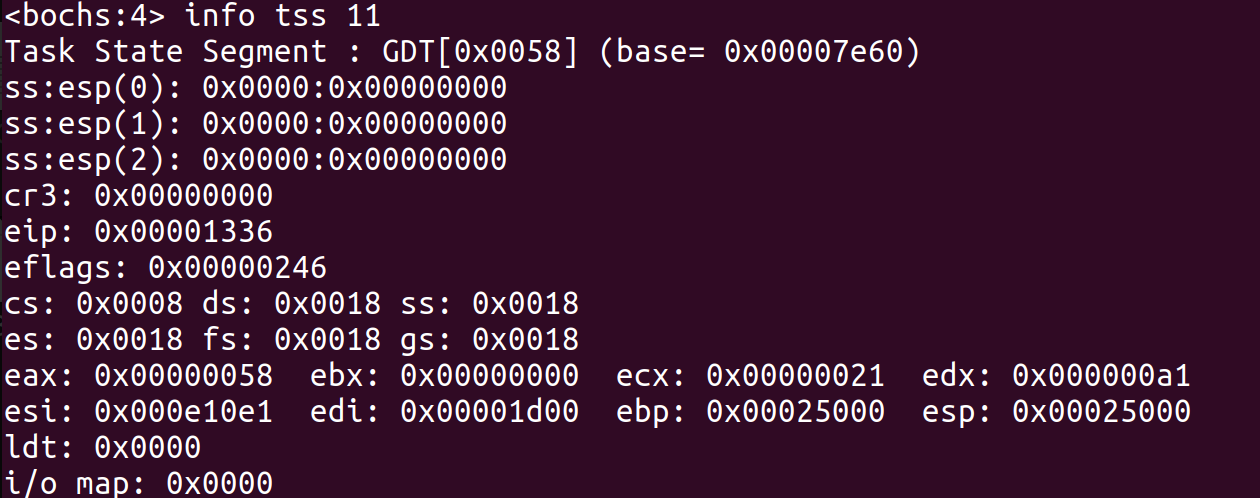 <bochs:4> info tss 11
Task State Segment : GDT[0x0058] (base= 0x00007e60)
ss:esp(0): 0x0000:0x00000000
ss:esp(1): 0x0000:0x00000000
ss:esp(2): 0x0000:0x00000000
cr3: 0x00000000
eip: 0x00001336
eflags: 0x00000246
cs: 0x0008 ds: 0x0018 ss: 0x0018
es: 0x0018 fs: 0x0018 gs: 0x0018
eax: 0x00000058  ebx: 0x00000000  ecx: 0x00000021  edx: 0x000000a1
esi: 0x000e10e1  edi: 0x00001d00  ebp: 0x00025000  esp: 0x00025000
ldt: 0x0000
i/o map: 0x0000